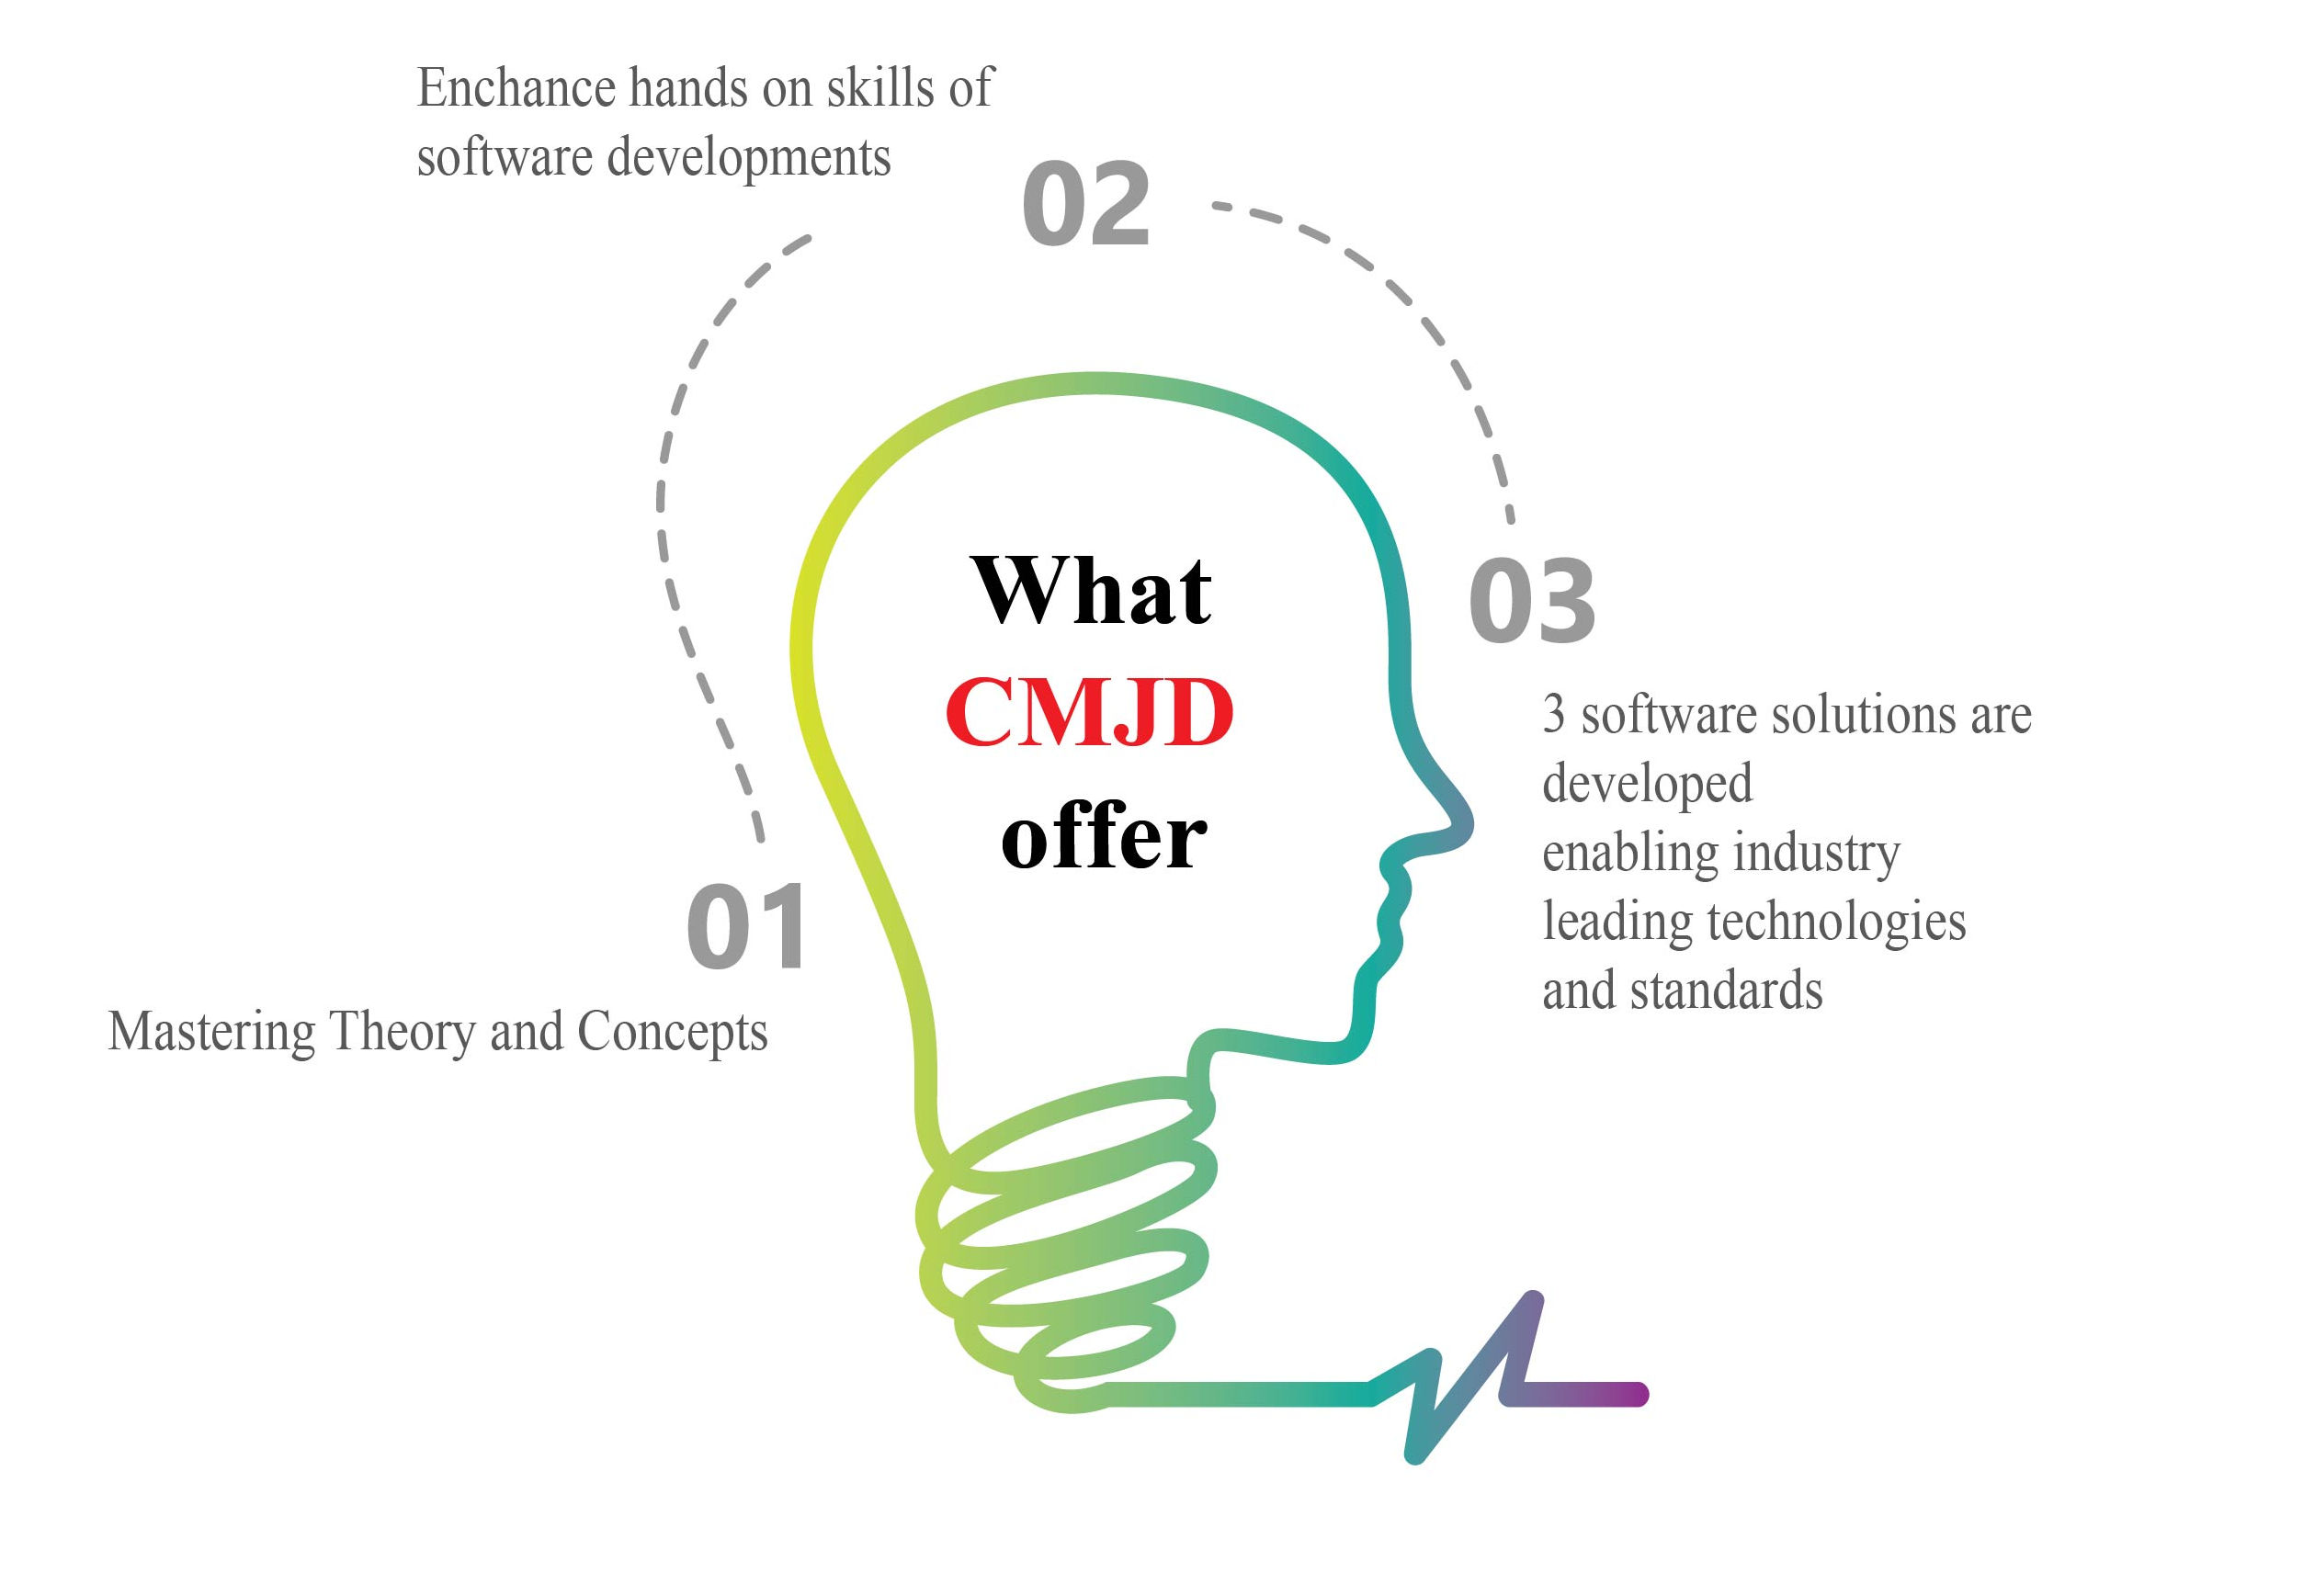 Enchance hands on skills of
software developments
02
What
CMJD
offer
03
3 software solutions are
developed
enabling industry
leading technologies
and standards
01
Mastering Theory and Concepts